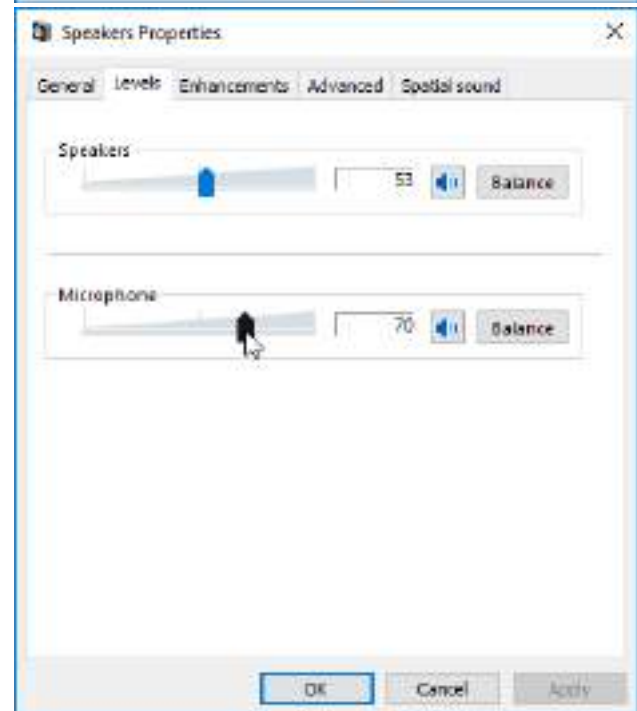 Speakers Properties
General Levels Enhancements Advanced Spatial sound
Speakers
53 Balance
Microphone
70 Balance
OK Cancel Apply